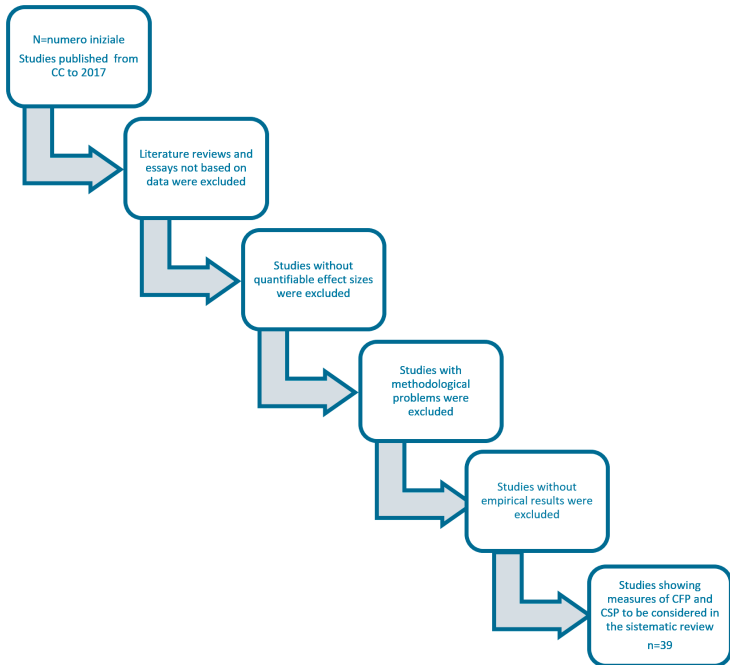 N=numero iniziale
Studies published from
CC to 2017
Literature reviews and
essays not based on
data were excluded
Studies without
quantifiable effect sizes
were excluded
Studies with
methodological
problems were
excluded
Studies without
empirical results were
excluded
Studies showing
measures of CFP and
CSP to be considered in
the sistematic review
n=39